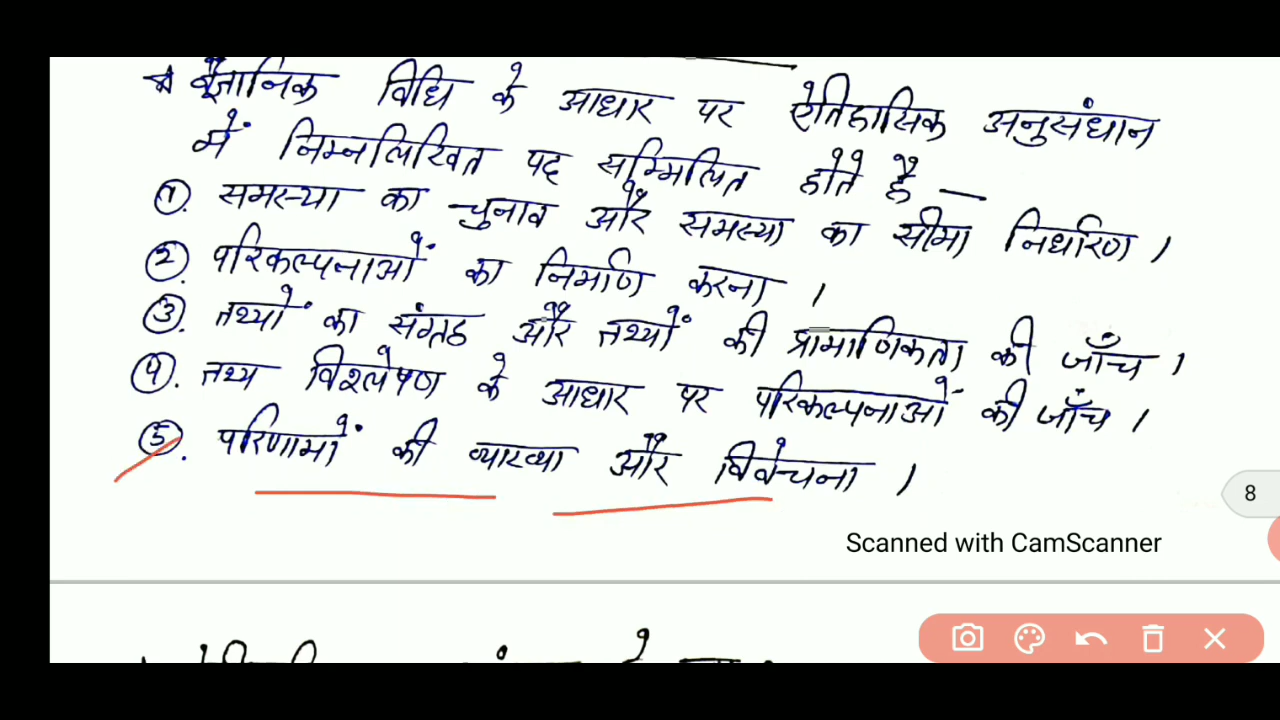 * वैज्ञानिक विधि के आधार पर ऐतिहासिक अनुसंधान
में निम्नलिखित पद सम्मिलित होते है —
①. समस्या का चुनाव और समस्या का सीमा निर्धारण ।
②. परिकल्पनाओं का निर्माण करना ।
③. तथ्यों का संग्रह और तथ्यों की प्रामाणिकता की जाँच ।
④. तथ्य विश्लेषण के आधार पर परिकल्पनाओं की जाँच ।
⑤. परिणामों की व्याख्या और विवेचना ।
8
Scanned with CamScanner